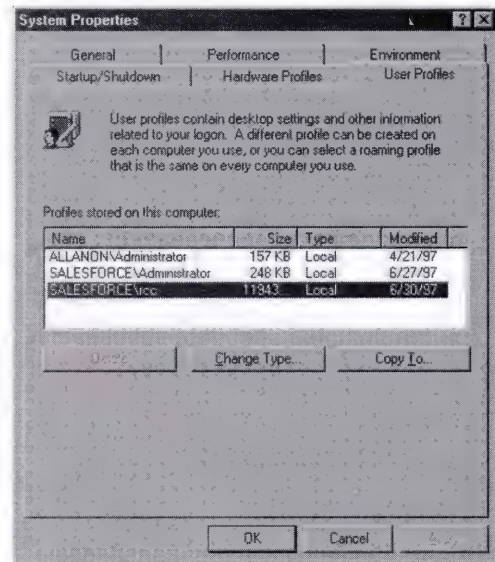 System Properties
General
Performance
Environment
Startup/Shutdown
Hardware Profiles
User Profiles
User profiles contain desktop settings and other information
related to your logon. A different profile can be created on
each computer you use, or you can select a roaming profile
that is the same on every computer you use.
Profiles stored on this computer:
Name Size Type Modified
ALLANON\Administrator 157 KB Local 4/21/97
SALESFORCE\Administrator 248 KB Local 6/27/97
SALESFORCE\rcc 11943... Local 6/30/97
Delete Change Type... Copy To...
OK Cancel